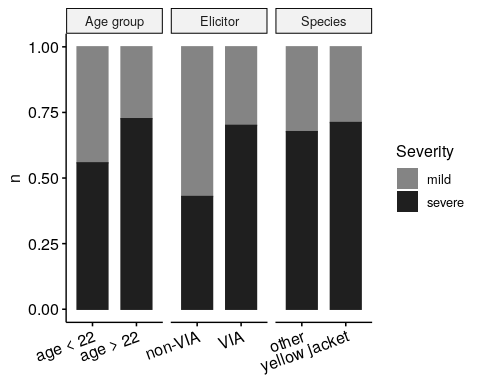 Age group Elicitor Species
1.00
0.75
0.50
0.25
0.00
n
age < 22 age > 22 non-VIA VIA other yellow jacket
Severity
mild
severe